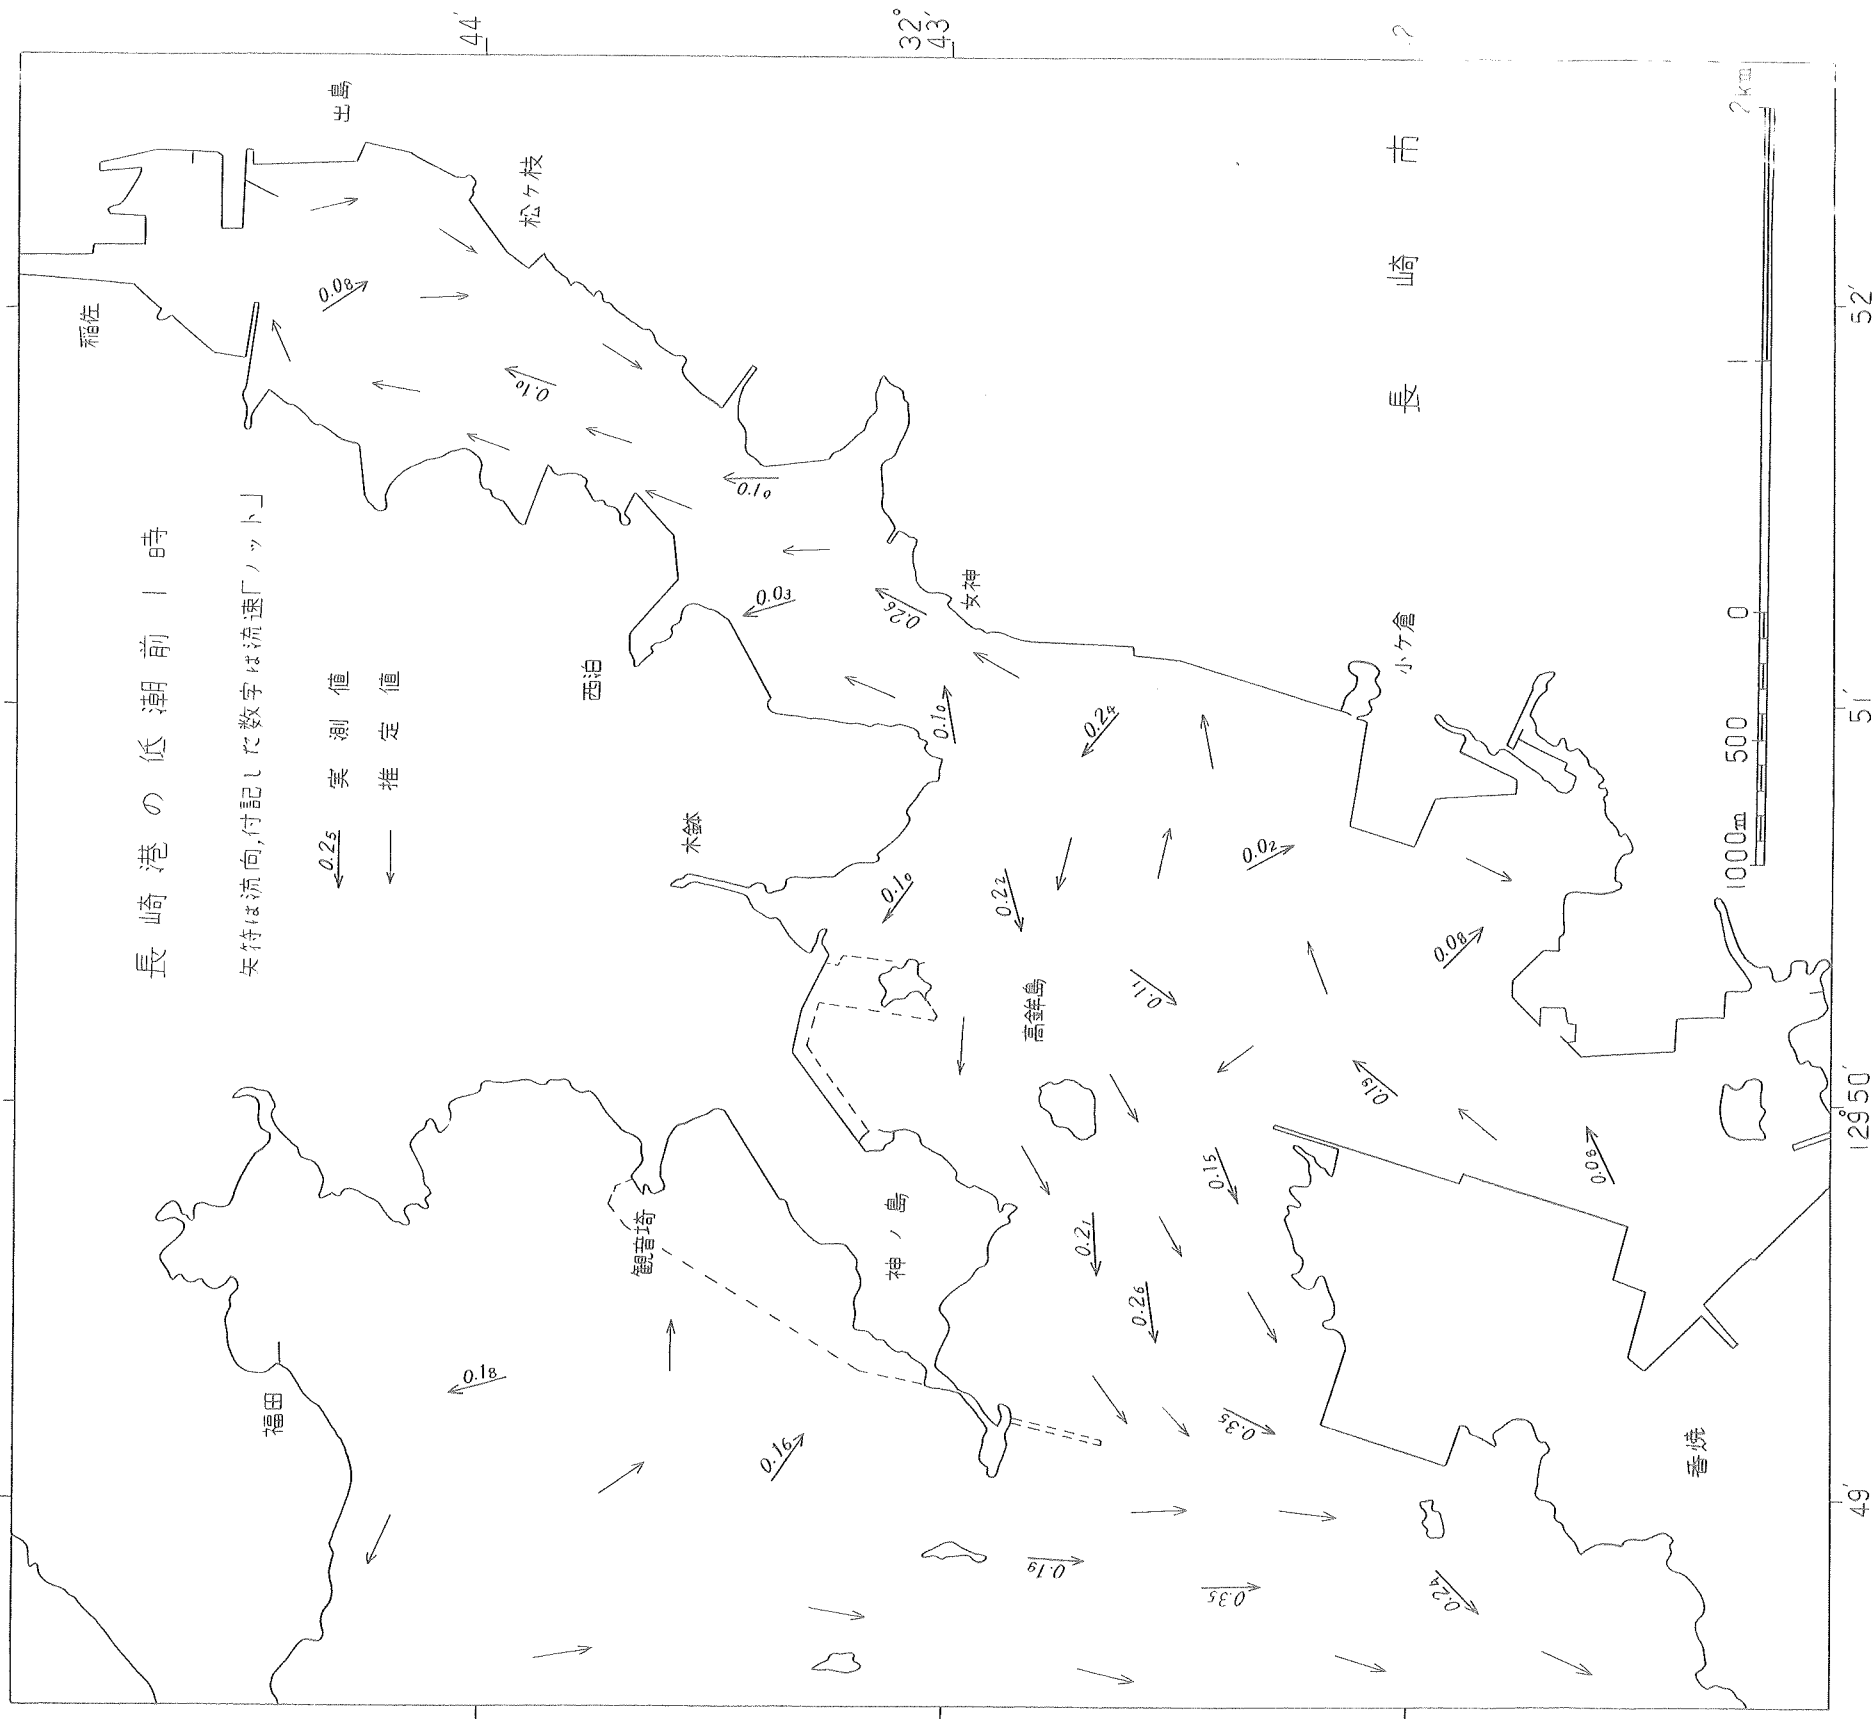 長崎港の低潮前1時
矢符は流向,付記した数字は流速「ノット」
0.25 実測値
推定値
44′
32°
43′
出島
松ヶ枝
稲佐
0.08
0.10
0.10
西泊
0.03
0.26
女神
0.10
0.24
小ヶ倉
長崎市
木鉢
0.10
0.22
0.02
0.08
高鉾島
0.11
0.19
0.08
0.15
観音埼
神ノ島
0.21
0.26
0.35
福田
0.18
0.16
0.19
0.35
0.24
香焼
1000m 500 0 1 2km
52′
51′
129°50′
49′